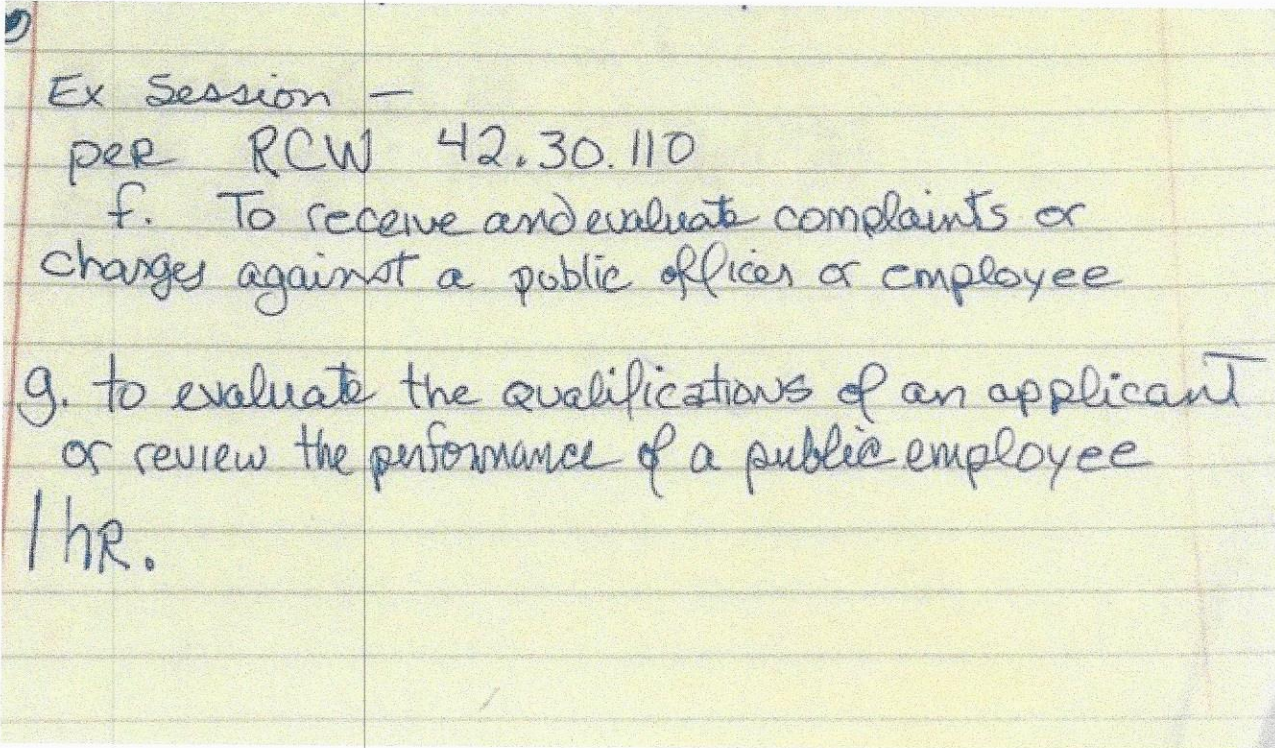 Ex Session –
per RCW 42.30.110
f. To receive and evaluate complaints or
charges against a public officer or employee
g. to evaluate the qualifications of an applicant
or review the performance of a public employee
1 hR.